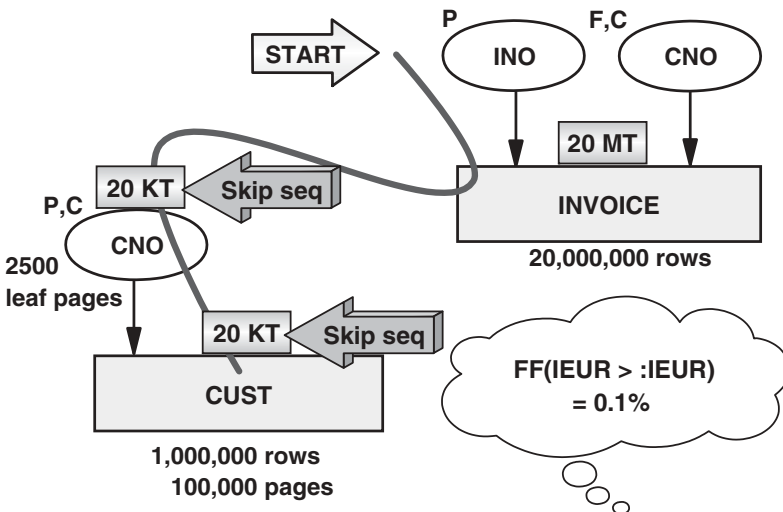 START
P
INO
F,C
CNO
20 MT
INVOICE
20,000,000 rows
20 KT
Skip seq
P,C
CNO
2500
leaf pages
20 KT
Skip seq
CUST
1,000,000 rows
100,000 pages
FF(IEUR > :IEUR)
= 0.1%